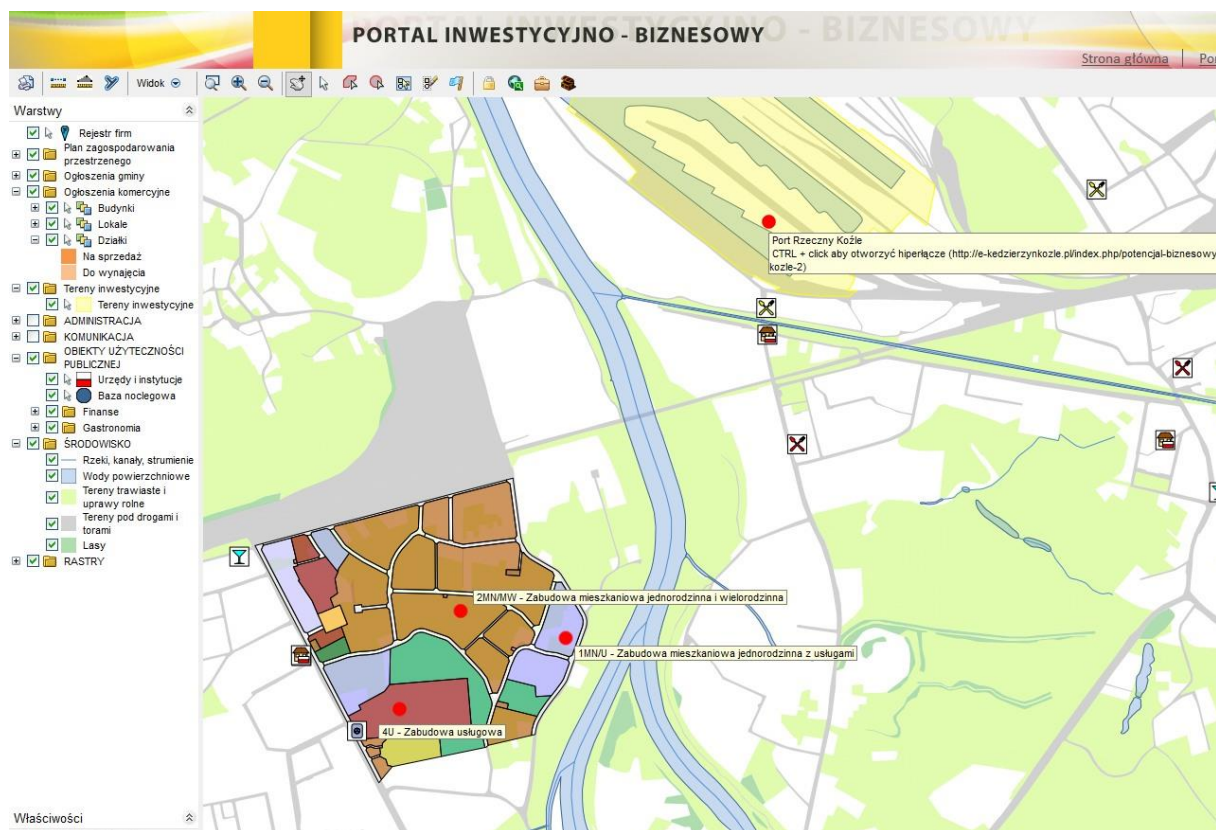 PORTAL INWESTYCYJNO - BIZNESOWY
Strona główna
Widok
Warstwy
Rejestr firm
Plan zagospodarowania
przestrzenego
Ogłoszenia gminy
Ogłoszenia komercyjne
Budynki
Lokale
Działki
Na sprzedaż
Do wynajęcia
Tereny inwestycyjne
Tereny inwestycyjne
ADMINISTRACJA
KOMUNIKACJA
OBIEKTY UŻYTECZNOŚCI
PUBLICZNEJ
Urzędy i instytucje
Baza noclegowa
Finanse
Gastronomia
ŚRODOWISKO
Rzeki, kanały, strumienie
Wody powierzchniowe
Tereny trawiaste i
uprawy rolne
Tereny pod drogami i
torami
Lasy
RASTRY
Właściwości
Port Rzeczny Koźle
CTRL + click aby otworzyć hiperłącze (http://e-kedzierzynkozle.pl/index.php/potencjal-biznesowy
kozle-2)
2MN/MW - Zabudowa mieszkaniowa jednorodzinna i wielorodzinna
1MN/U - Zabudowa mieszkaniowa jednorodzinna z usługami
4U - Zabudowa usługowa